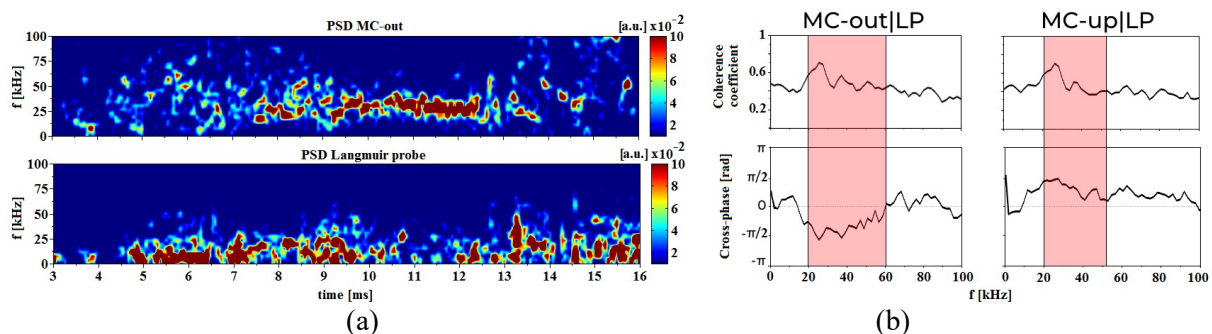 PSD MC-out
[a.u.] x10⁻²
f [kHz]
100
75
50
25
0
10
8
6
4
2
PSD Langmuir probe
[a.u.] x10⁻²
f [kHz]
100
75
50
25
0
10
8
6
4
2
3 4 5 6 7 8 9 10 11 12 13 14 15 16
time [ms]
(a)
MC-out|LP MC-up|LP
Coherence
coefficient
1
0.6
0.2
Cross-phase [rad]
π
π/2
0
-π/2
-π
0 20 40 60 80 100 0 20 40 60 80 100
f [kHz]
(b)